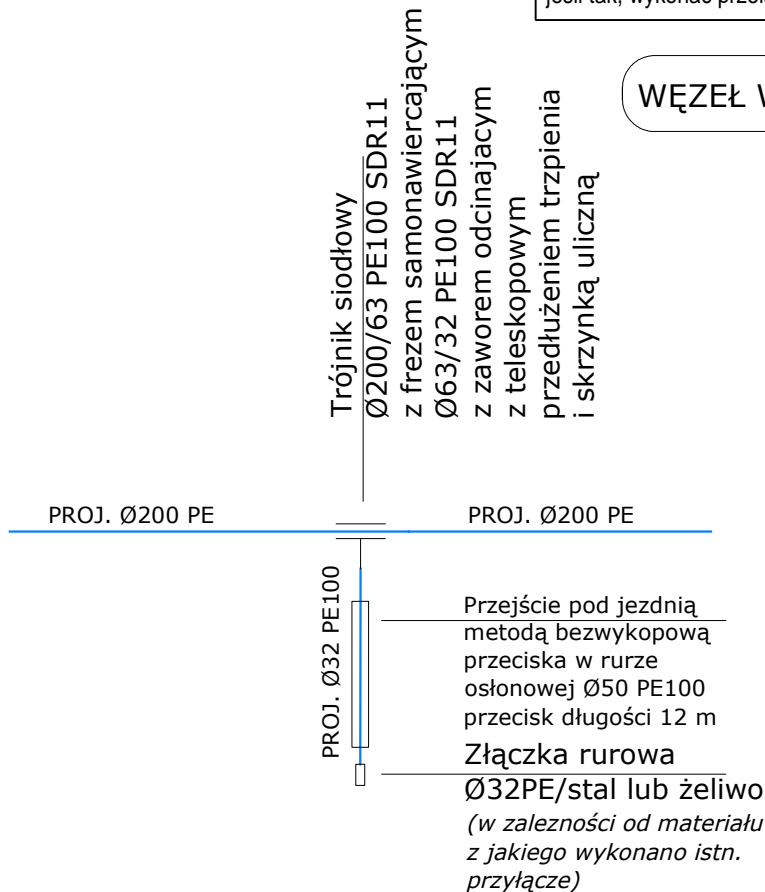 WĘZEŁ
Trójnik siodłowy
Ø200/63 PE100 SDR11
z frezem samonawiercającym
Ø63/32 PE100 SDR11
z zaworem odcinajacym
z teleskopowym
przedłużeniem trzpienia
i skrzynką uliczną
PROJ. Ø200 PE
PROJ. Ø200 PE
PROJ. Ø32 PE100
Przejście pod jezdnią
metodą bezwykopową
przeciska w rurze
osłonowej Ø50 PE100
przecisk długości 12 m
Złączka rurowa
Ø32PE/stal lub żeliwo
(w zalezności od materiału
z jakiego wykonano istn.
przyłącze)